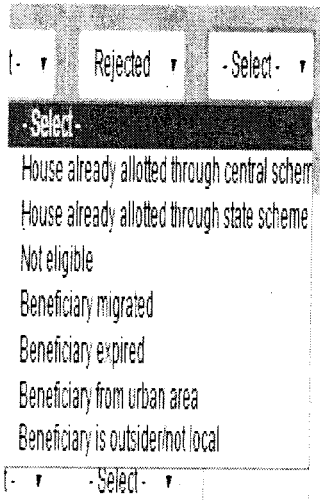 t - ▼ Rejected ▼ - Select - ▼
- Select -
House already allotted through central schem
House already allotted through state scheme
Not eligible
Beneficiary migrated
Beneficiary expired
Beneficiary from urban area
Beneficiary is outsider/not local
t - ▼ - Select - ▼